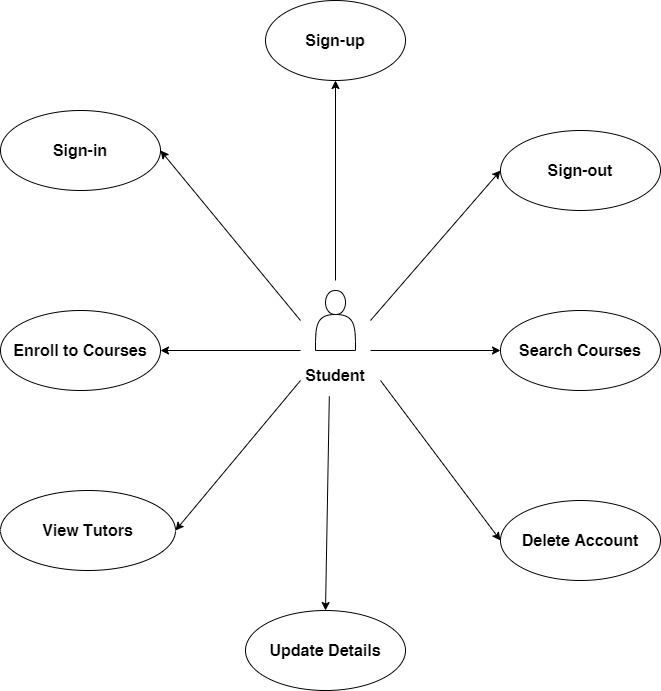 Sign-up
Sign-in
Sign-out
Enroll to Courses
Search Courses
Student
View Tutors
Delete Account
Update Details